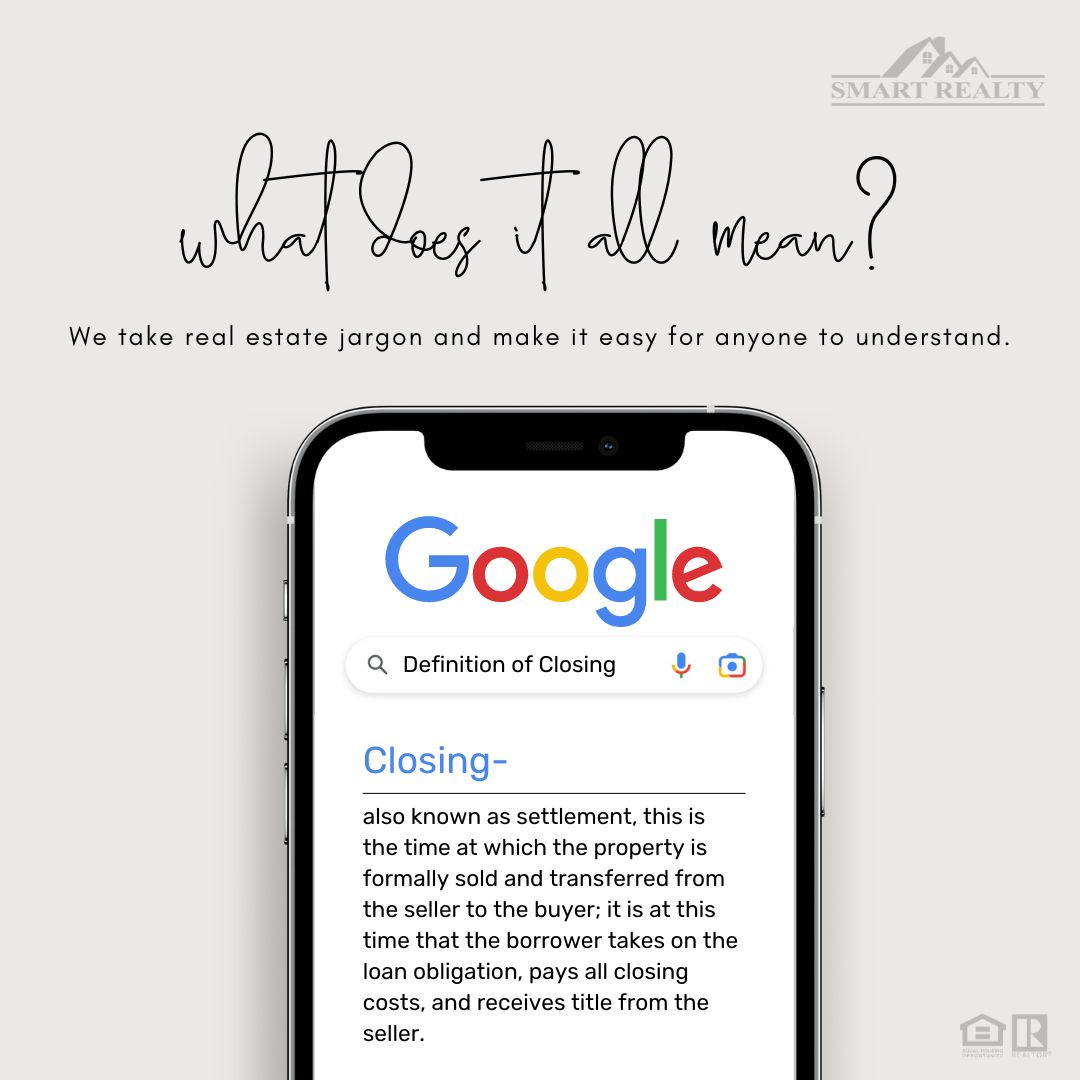 SMART REALTY
what does it all mean?
We take real estate jargon and make it easy for anyone to understand.
Google
Definition of Closing
Closing-
also known as settlement, this is
the time at which the property is
formally sold and transferred from
the seller to the buyer; it is at this
time that the borrower takes on the
loan obligation, pays all closing
costs, and receives title from the
seller.
EQUAL HOUSING
OPPORTUNITY
REALTOR®